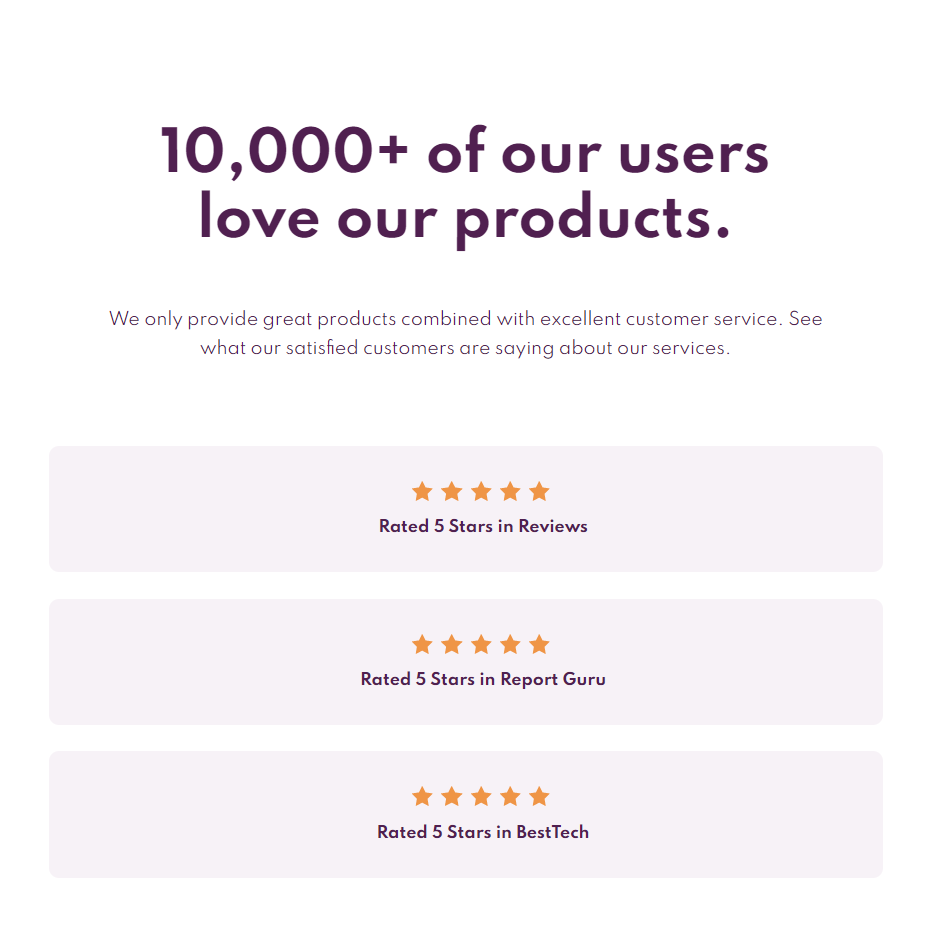 10,000+ of our users
love our products.
We only provide great products combined with excellent customer service. See
what our satisfied customers are saying about our services.
Rated 5 Stars in Reviews
Rated 5 Stars in Report Guru
Rated 5 Stars in BestTech